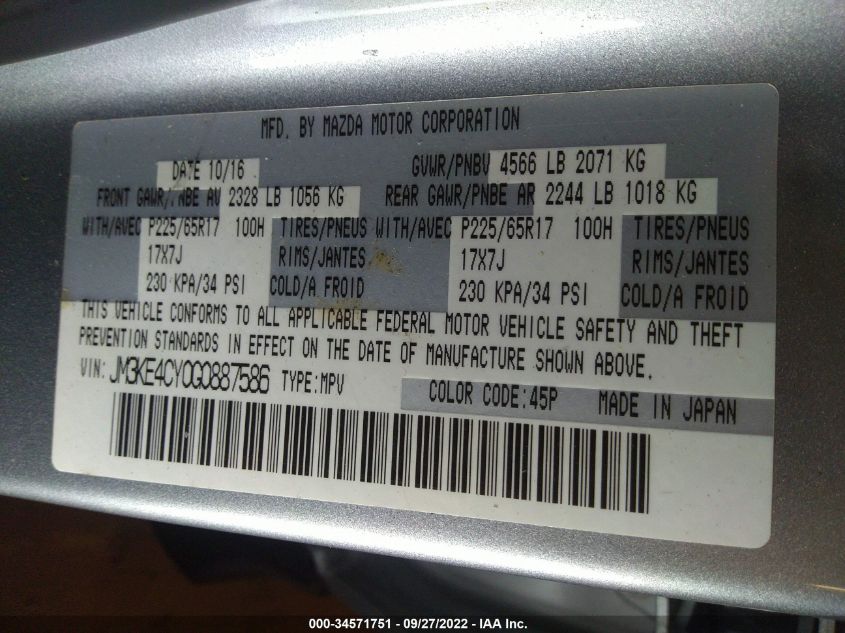 MFD. BY MAZDA MOTOR CORPORATION
DATE 10/16 GVWR/PNBV 4566 LB 2071 KG
FRONT GAWR/PNBE AV 2328 LB 1056 KG REAR GAWR/PNBE AR 2244 LB 1018 KG
WITH/AVEC P225/65R17 100H TIRES/PNEUS WITH/AVEC P225/65R17 100H TIRES/PNEUS
17X7J RIMS/JANTES 17X7J RIMS/JANTES
230 KPA/34 PSI COLD/A FROID 230 KPA/34 PSI COLD/A FROID
THIS VEHICLE CONFORMS TO ALL APPLICABLE FEDERAL MOTOR VEHICLE SAFETY AND THEFT
PREVENTION STANDARDS IN EFFECT ON THE DATE OF MANUFACTURE SHOWN ABOVE.
VIN: JM3KE4CY0G0887586 TYPE:MPV COLOR CODE:45P MADE IN JAPAN
000-34571751 - 09/27/2022 - IAA Inc.